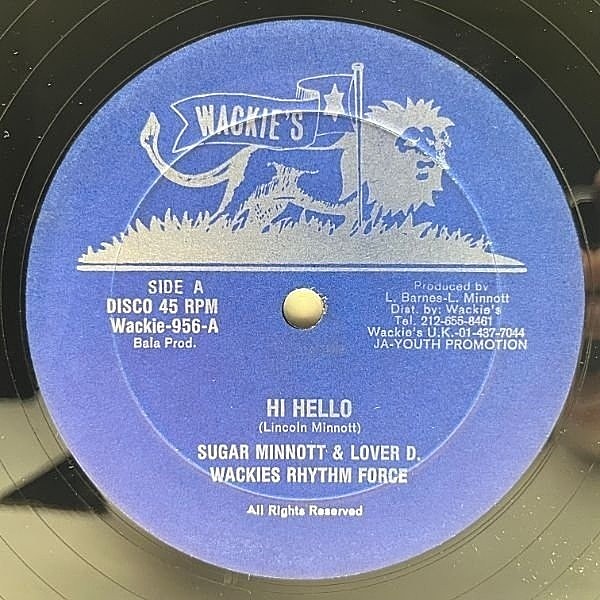 WACKIE'S
SIDE A
DISCO 45 RPM
Wackie-956-A
Bala Prod.
Produced by
L. Barnes-L. Minnott
Dist. by: Wackie's
Tel. 212-655-8461
Wackie's U.K.-01-437-7044
JA-YOUTH PROMOTION
HI HELLO
(Lincoln Minnott)
SUGAR MINNOTT & LOVER D.
WACKIES RHYTHM FORCE
All Rights Reserved